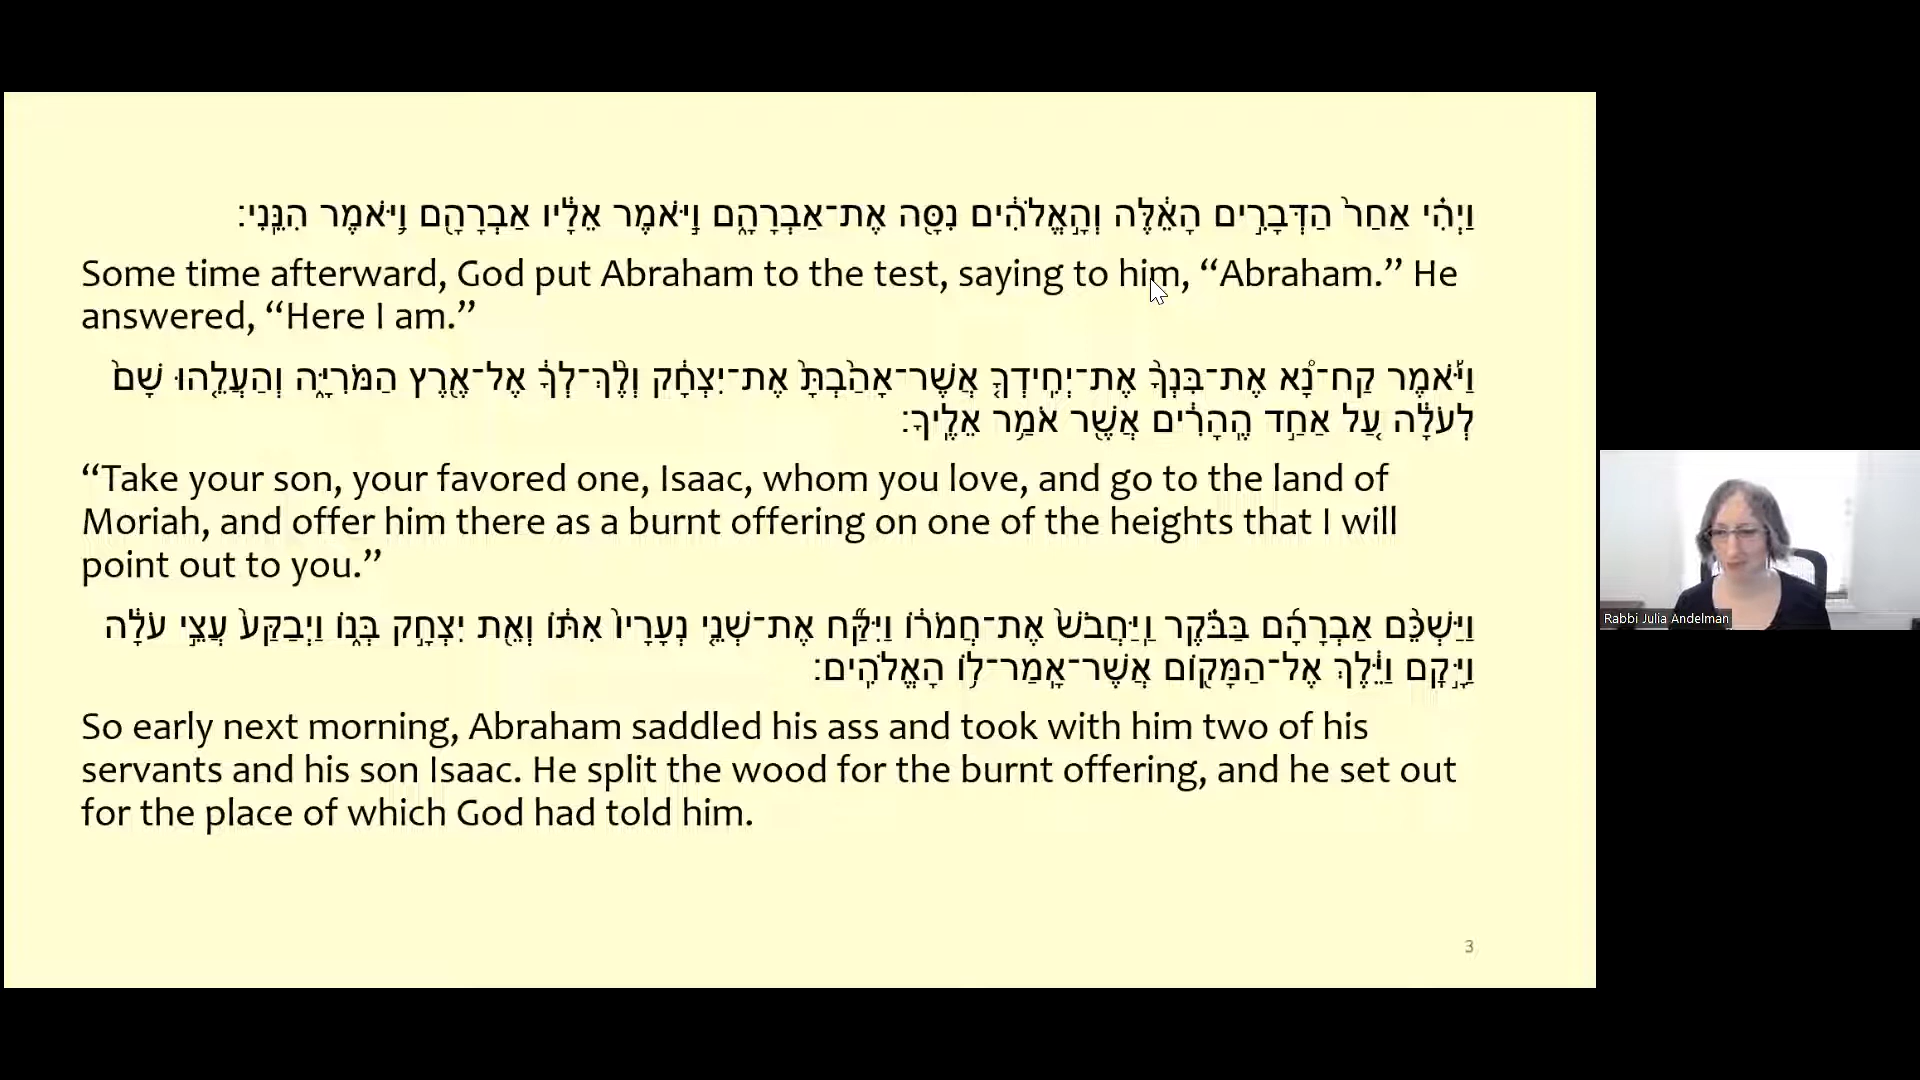 וַיְהִ֗י אַחַר֙ הַדְּבָרִ֣ים הָאֵ֔לֶּה וְהָ֣אֱלֹהִ֔ים נִסָּ֖ה אֶת־אַבְרָהָ֑ם וַיֹּ֣אמֶר אֵלָ֔יו אַבְרָהָ֖ם וַיֹּ֥אמֶר הִנֵּֽנִי׃
Some time afterward, God put Abraham to the test, saying to him, “Abraham.” He
answered, “Here I am.”
וַיֹּ֡אמֶר קַח־נָ֠א אֶת־בִּנְךָ֨ אֶת־יְחִֽידְךָ֤ אֲשֶׁר־אָהַ֙בְתָּ֙ אֶת־יִצְחָ֔ק וְלֶ֨ךְ־לְךָ֔ אֶל־אֶ֖רֶץ הַמֹּרִיָּ֑ה וְהַעֲלֵ֤הוּ שָׁם֙
לְעֹלָ֔ה עַ֚ל אַחַ֣ד הֶֽהָרִ֔ים אֲשֶׁ֖ר אֹמַ֥ר אֵלֶֽיךָ׃
“Take your son, your favored one, Isaac, whom you love, and go to the land of
Moriah, and offer him there as a burnt offering on one of the heights that I will
point out to you.”
וַיַּשְׁכֵּ֨ם אַבְרָהָ֜ם בַּבֹּ֗קֶר וַֽיַּחֲבֹשׁ֙ אֶת־חֲמֹר֔וֹ וַיִּקַּ֞ח אֶת־שְׁנֵ֤י נְעָרָיו֙ אִתּ֔וֹ וְאֵ֖ת יִצְחָ֣ק בְּנ֑וֹ וַיְבַקַּע֙ עֲצֵ֣י עֹלָ֔ה
וַיָּ֣קׇם וַיֵּ֔לֶךְ אֶל־הַמָּק֖וֹם אֲשֶׁר־אָֽמַר־ל֥וֹ הָאֱלֹהִֽים׃
So early next morning, Abraham saddled his ass and took with him two of his
servants and his son Isaac. He split the wood for the burnt offering, and he set out
for the place of which God had told him.
3
Rabbi Julia Andelman